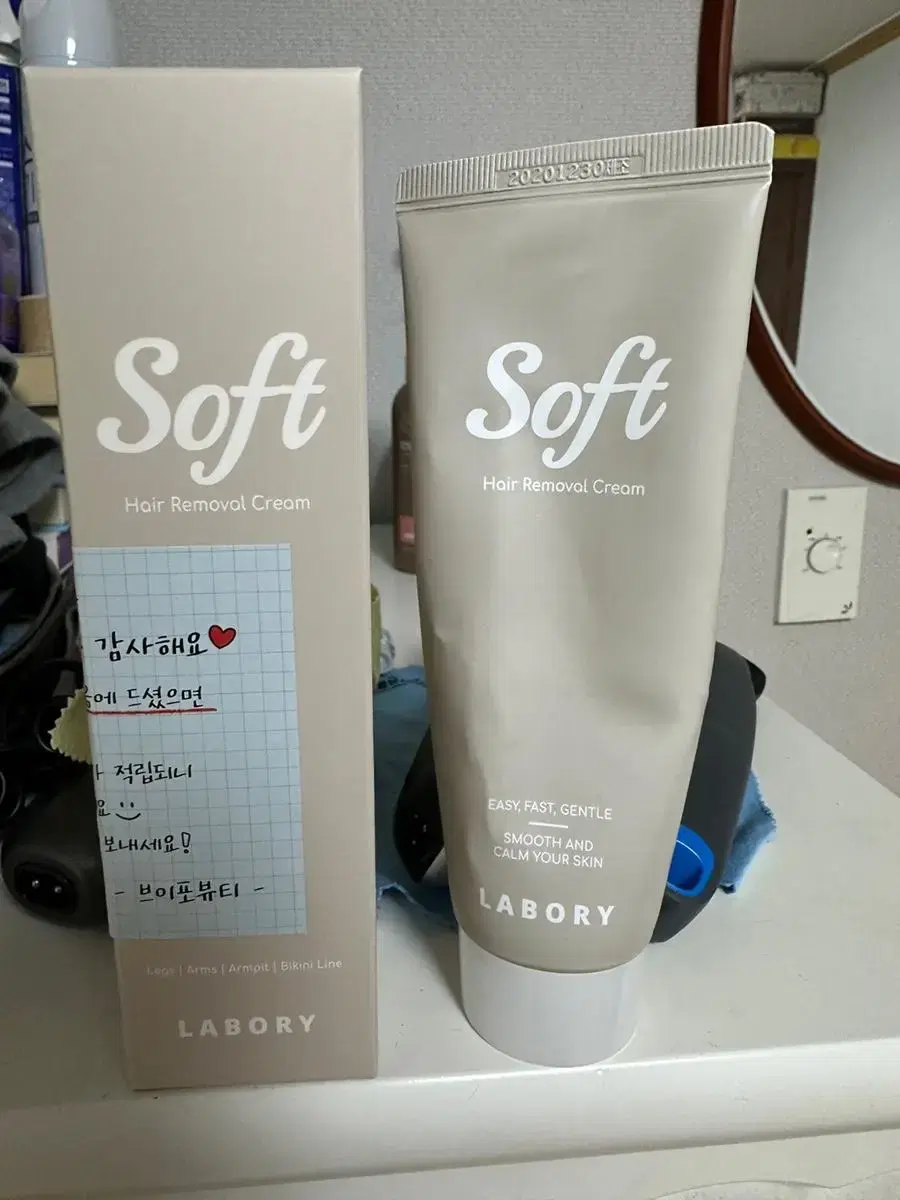 Soft
Hair Removal Cream
감사해요
에 드셨으면
적립되니
요
보내세요!
- 브이포뷰티 -
Legs | Arms | Armpit | Bikini Line
LABORY
20201230제조
Soft
Hair Removal Cream
EASY, FAST, GENTLE
SMOOTH AND
CALM YOUR SKIN
LABORY